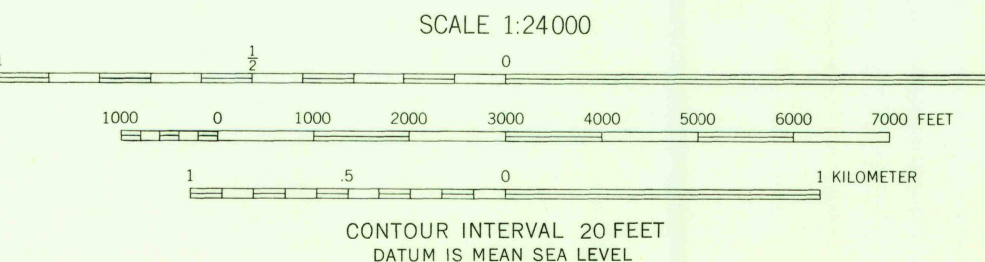 SCALE 1:24000
1/2 0
1000 0 1000 2000 3000 4000 5000 6000 7000 FEET
1 .5 0 1 KILOMETER
CONTOUR INTERVAL 20 FEET
DATUM IS MEAN SEA LEVEL